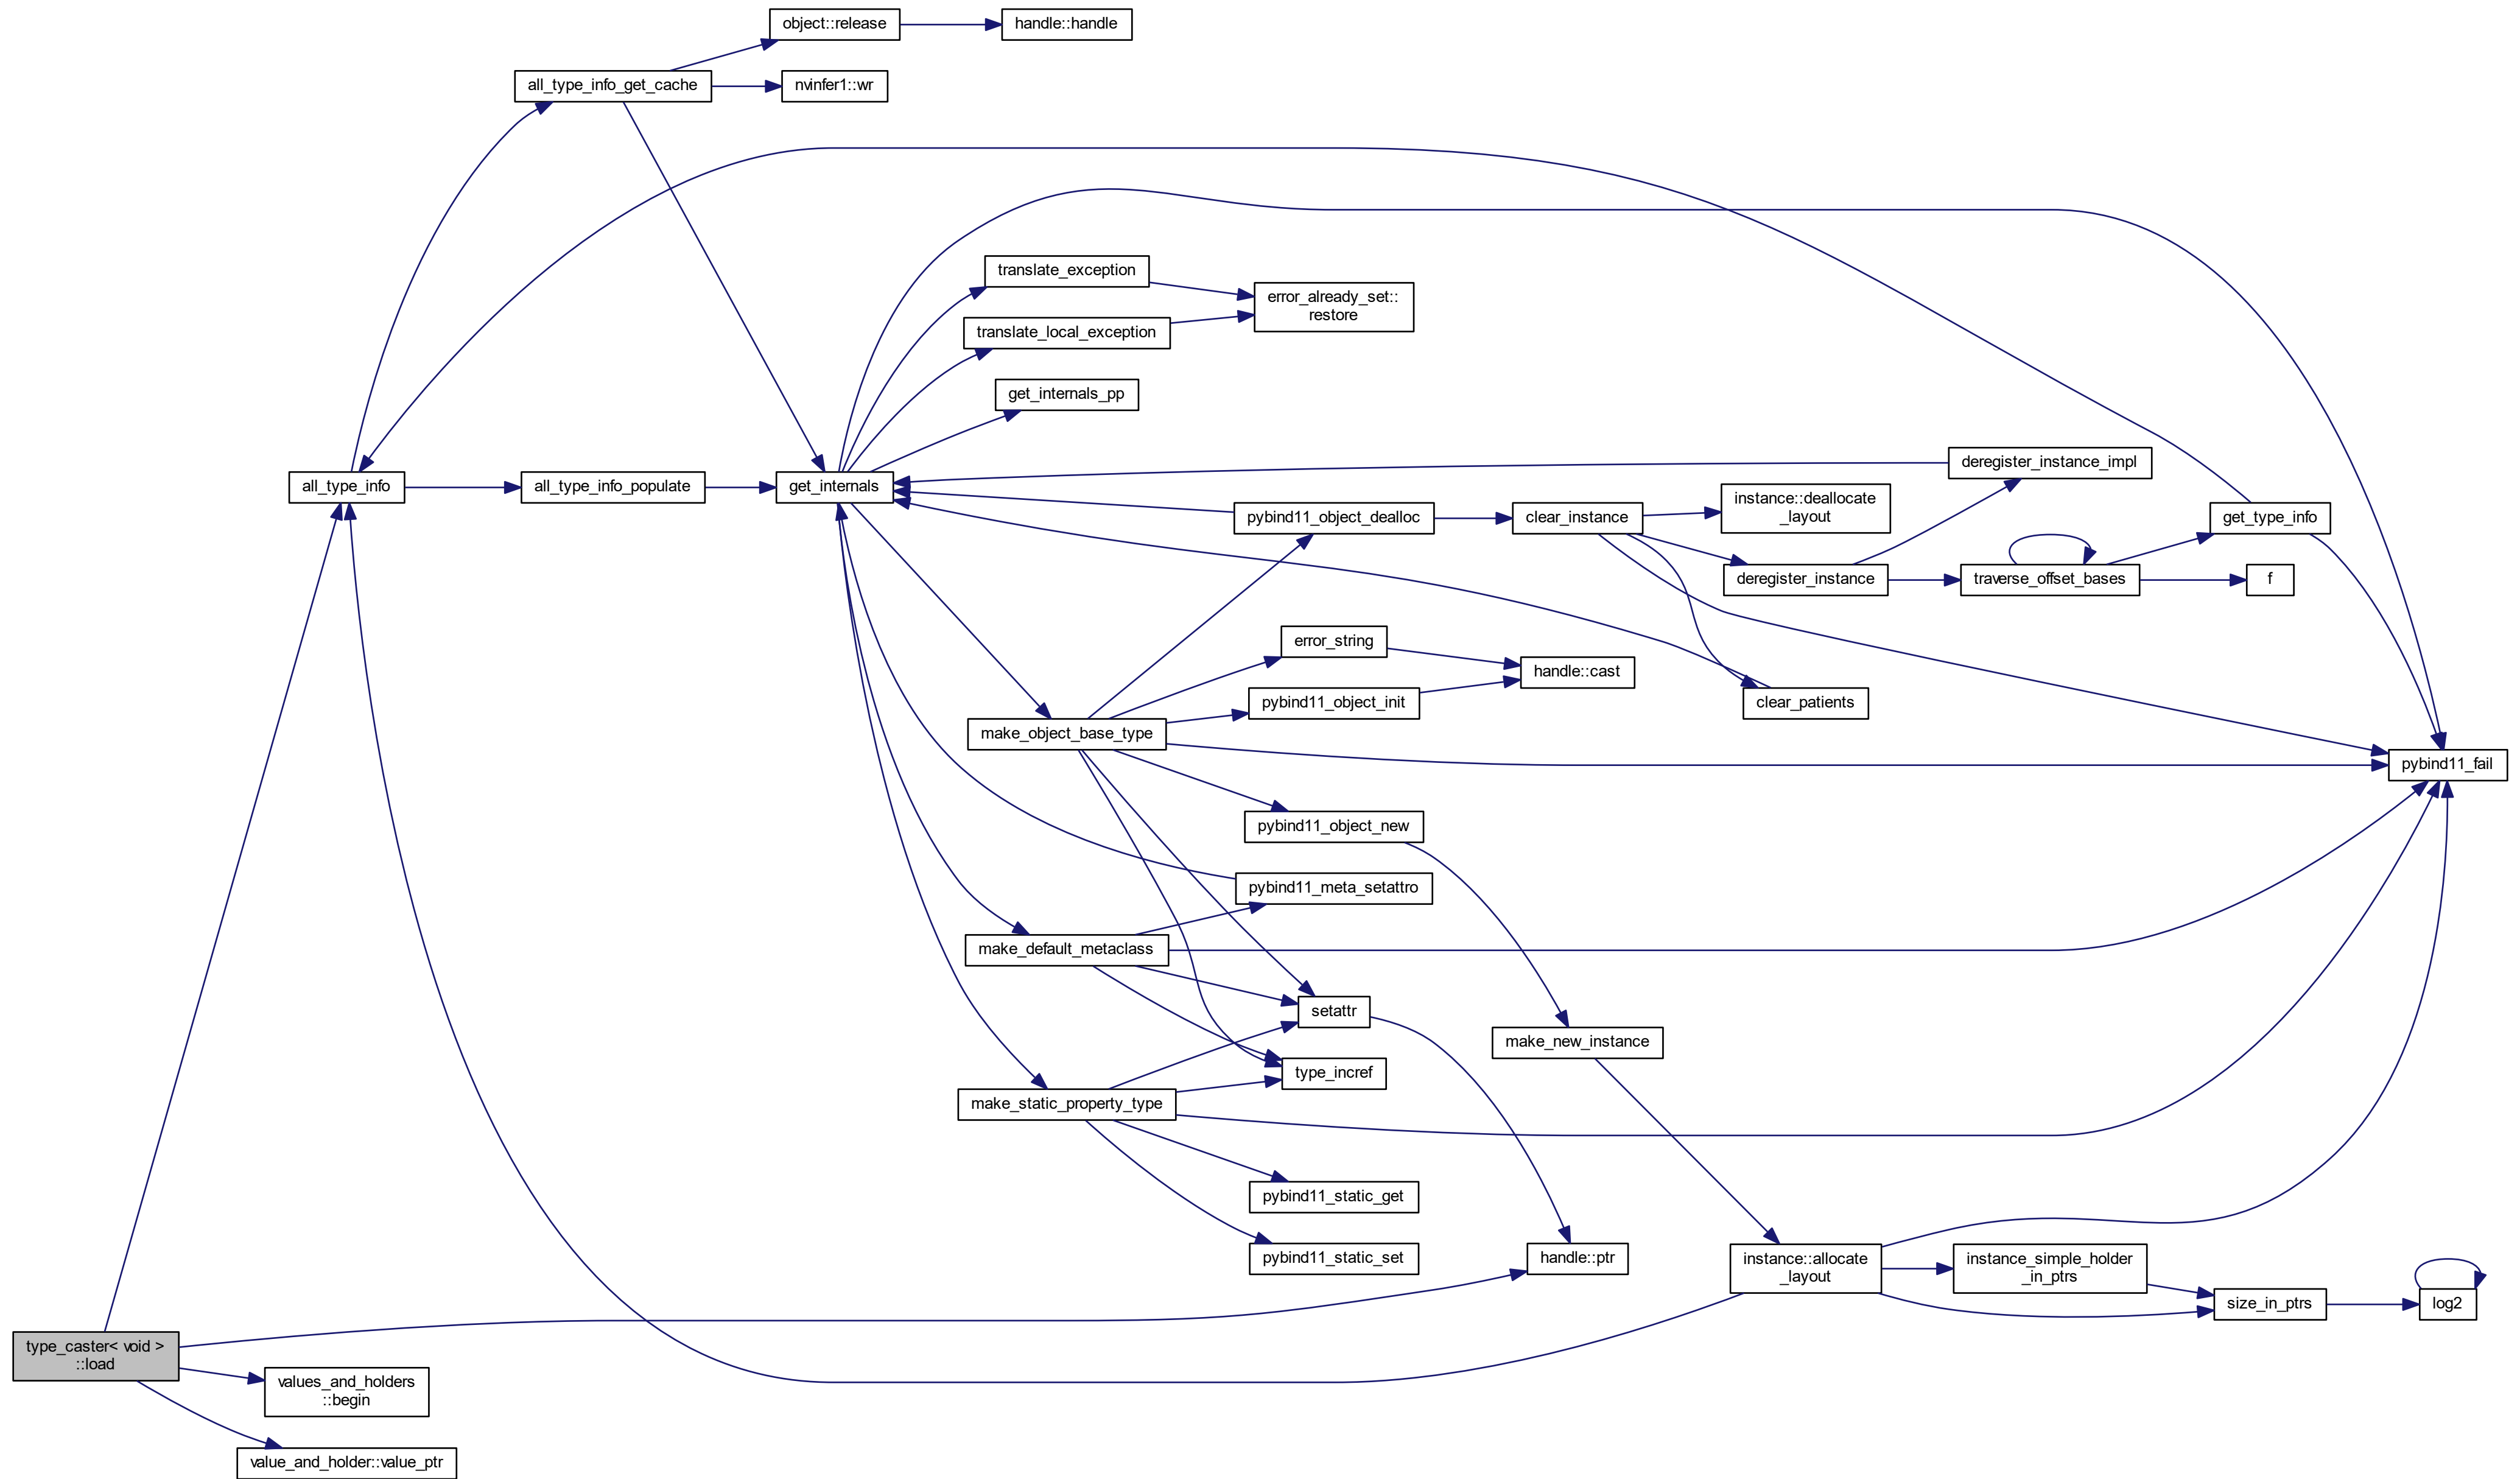 object::release
handle::handle
all_type_info_get_cache
nvinfer1::wr
translate_exception
error_already_set::
restore
translate_local_exception
get_internals_pp
deregister_instance_impl
all_type_info
all_type_info_populate
get_internals
instance::deallocate
_layout
pybind11_object_dealloc
clear_instance
get_type_info
deregister_instance
traverse_offset_bases
f
error_string
handle::cast
pybind11_object_init
clear_patients
make_object_base_type
pybind11_fail
pybind11_object_new
pybind11_meta_setattro
make_default_metaclass
setattr
make_new_instance
type_incref
make_static_property_type
pybind11_static_get
pybind11_static_set
handle::ptr
instance::allocate
_layout
instance_simple_holder
_in_ptrs
size_in_ptrs
log2
type_caster< void >
::load
values_and_holders
::begin
value_and_holder::value_ptr